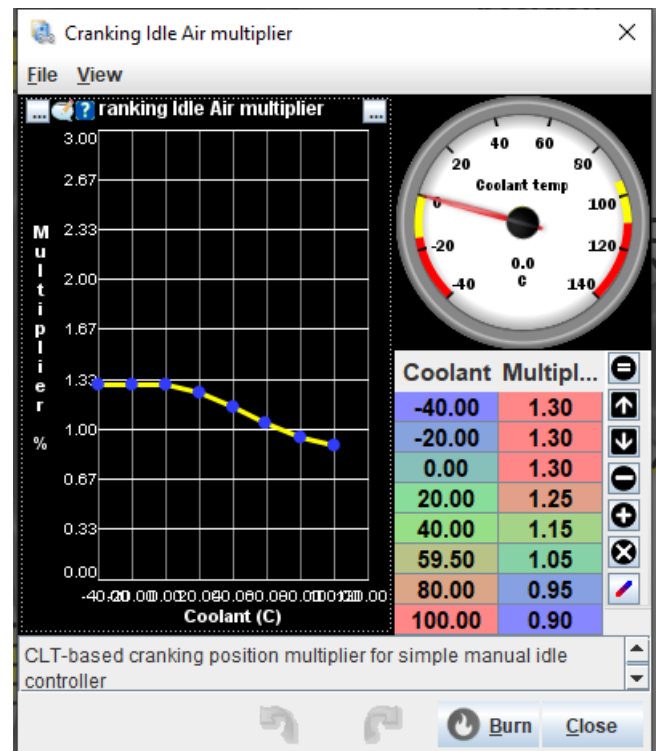 Cranking Idle Air multiplier
File View
... ? ranking Idle Air multiplier ...
3.00
2.67
2.33
2.00
1.67
1.33
1.00
0.67
0.33
0.00
Multiplier %
Coolant (C)
0
20
40
60
80
100
120
140
-20
-40
Coolant temp
0.0
C
Coolant Multipl...
-40.00 1.30
-20.00 1.30
0.00 1.30
20.00 1.25
40.00 1.15
59.50 1.05
80.00 0.95
100.00 0.90
CLT-based cranking position multiplier for simple manual idle
controller
Burn Close